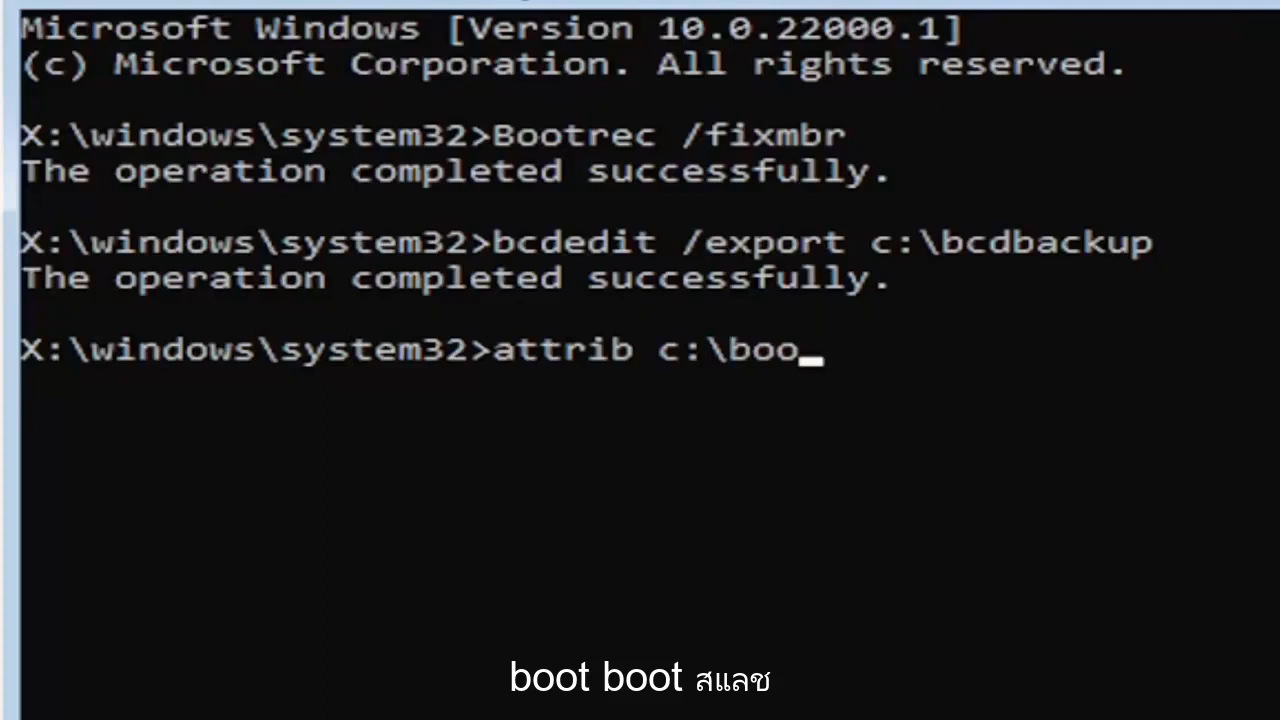 Microsoft Windows [Version 10.0.22000.1]
(c) Microsoft Corporation. All rights reserved.
X:\windows\system32>Bootrec /fixmbr
The operation completed successfully.
X:\windows\system32>bcdedit /export c:\bcdbackup
The operation completed successfully.
X:\windows\system32>attrib c:\boo
boot boot สแลช